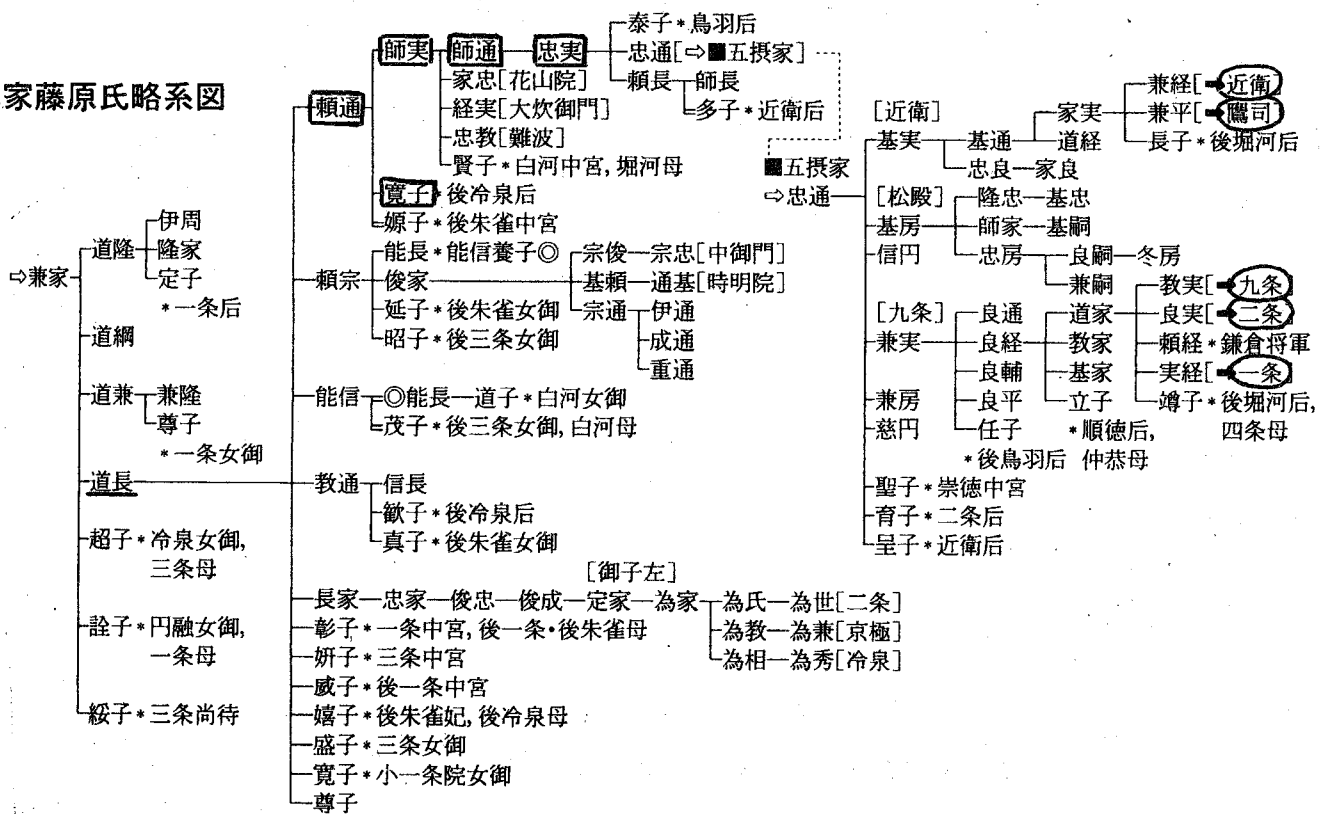 家藤原氏略系図
⇨兼家
道隆
伊周
隆家
定子
*一条后
道綱
道兼
兼隆
尊子
*一条女御
道長
超子*冷泉女御,
三条母
詮子*円融女御,
一条母
綏子*三条尚待
頼通
師実
師通
忠実
泰子*鳥羽后
忠通[⇨■五摂家]
頼長
師長
多子*近衛后
家忠[花山院]
経実[大炊御門]
忠教[難波]
賢子*白河中宮, 堀河母
寛子*後冷泉后
嫄子*後朱雀中宮
頼宗
能長*能信養子◎
俊家
宗俊
宗忠[中御門]
基頼
通基[時明院]
宗通
伊通
成通
重通
延子*後朱雀女御
昭子*後三条女御
能信
◎能長
道子*白河女御
茂子*後三条女御, 白河母
教通
信長
歓子*後冷泉后
真子*後朱雀女御
[御子左]
長家
忠家
俊忠
俊成
定家
為家
為氏
為世[二条]
為教
為兼[京極]
為相
為秀[冷泉]
彰子*一条中宮, 後一条・後朱雀母
妍子*三条中宮
威子*後一条中宮
嬉子*後朱雀妃, 後冷泉母
盛子*三条女御
寛子*小一条院女御
尊子
■五摂家
⇨忠通
[近衛]
基実
基通
家実
兼経[➡近衛]
兼平[➡鷹司]
長子*後堀河后
道経
忠良
家良
[松殿]
基房
隆忠
基忠
師家
基嗣
忠房
良嗣
冬房
兼嗣
信円
[九条]
兼実
良通
良経
道家
教実[➡九条]
良実[➡二条]
頼経*鎌倉将軍
実経[➡一条]
竴子*後堀河后,
四条母
教家
基家
立子
*順徳后,
仲恭母
良輔
良平
任子
*後鳥羽后
兼房
慈円
聖子*崇徳中宮
育子*二条后
呈子*近衛后